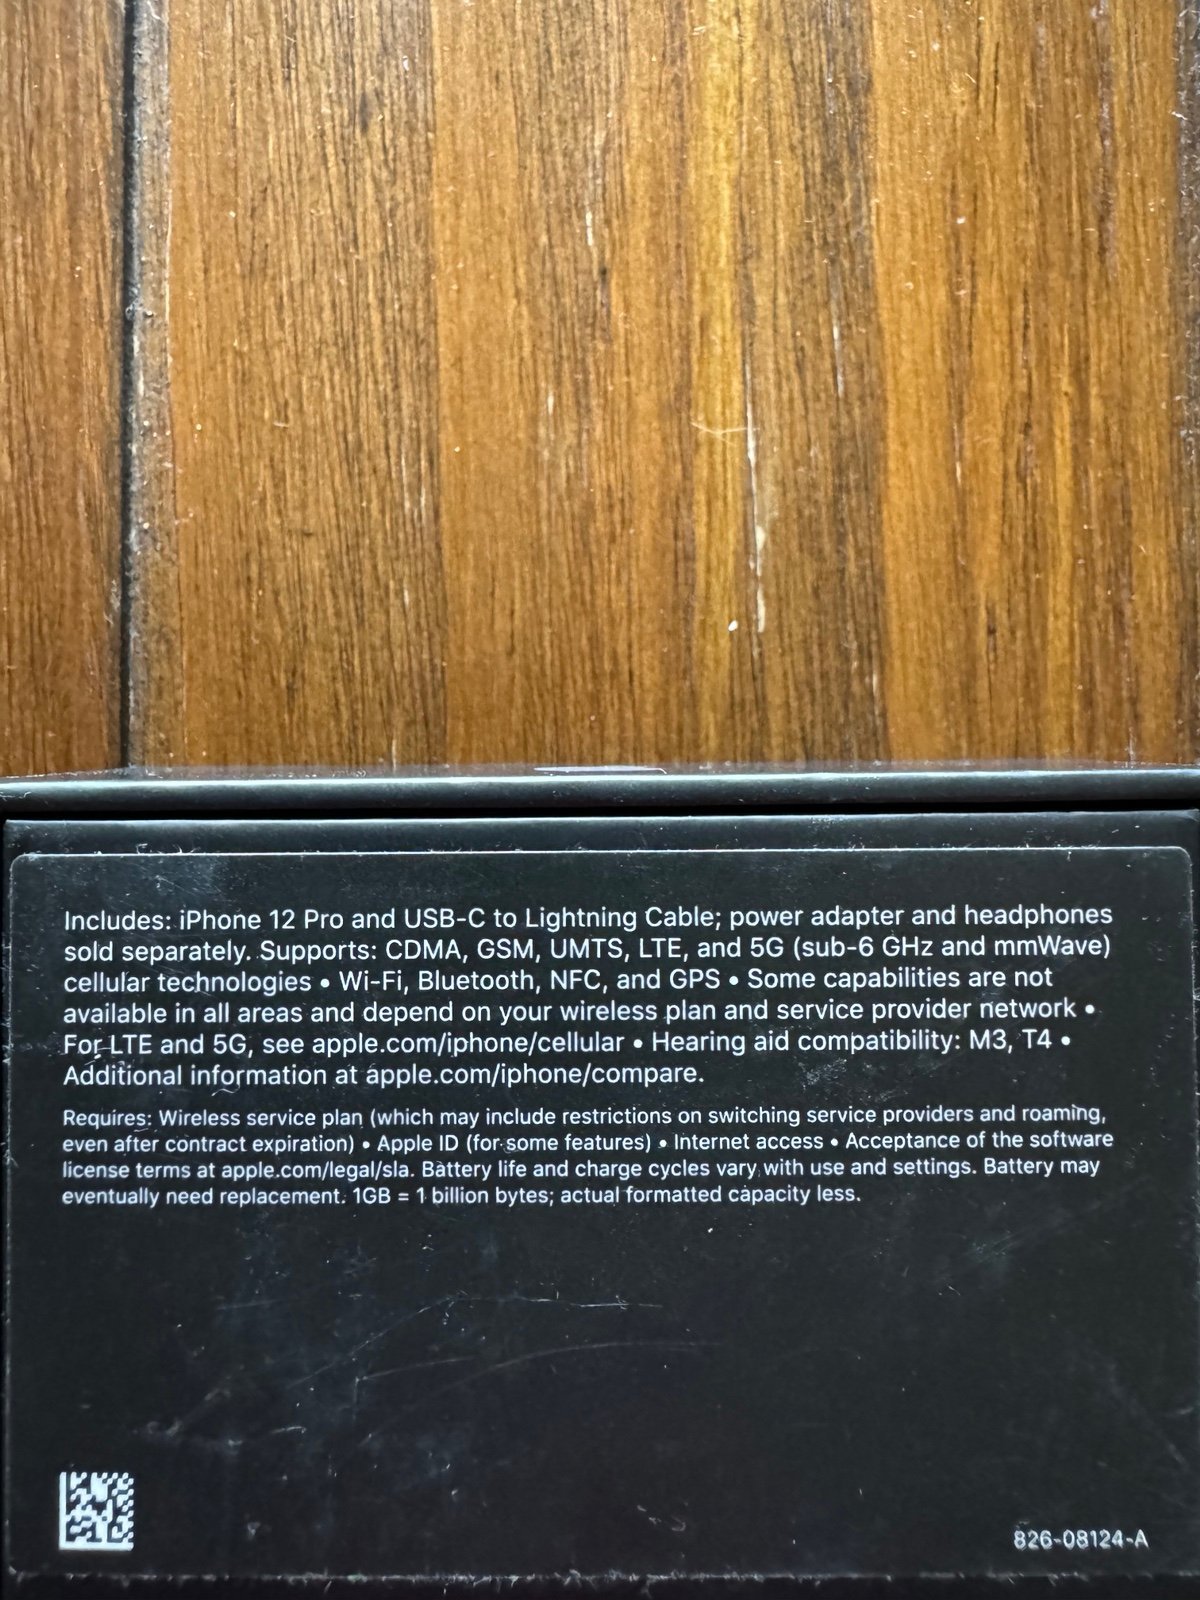 Includes: iPhone 12 Pro and USB-C to Lightning Cable; power adapter and headphones
sold separately. Supports: CDMA, GSM, UMTS, LTE, and 5G (sub-6 GHz and mmWave)
cellular technologies • Wi-Fi, Bluetooth, NFC, and GPS • Some capabilities are not
available in all areas and depend on your wireless plan and service provider network •
For LTE and 5G, see apple.com/iphone/cellular • Hearing aid compatibility: M3, T4 •
Additional information at apple.com/iphone/compare.
Requires: Wireless service plan (which may include restrictions on switching service providers and roaming,
even after contract expiration) • Apple ID (for some features) • Internet access • Acceptance of the software
license terms at apple.com/legal/sla. Battery life and charge cycles vary with use and settings. Battery may
eventually need replacement. 1GB = 1 billion bytes; actual formatted capacity less.
826-08124-A